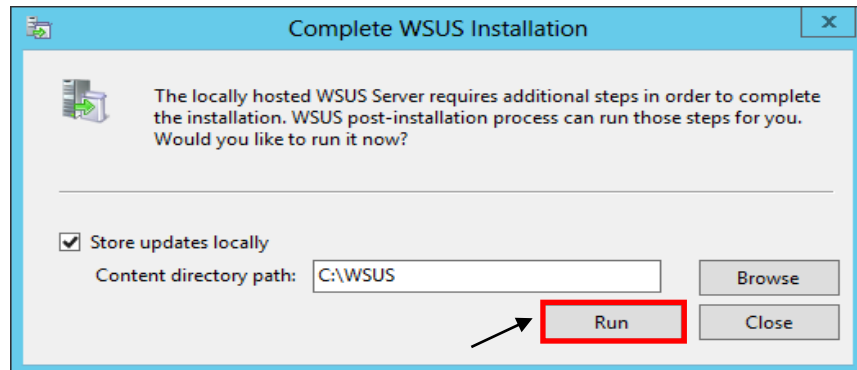 Complete WSUS Installation
x
The locally hosted WSUS Server requires additional steps in order to complete
the installation. WSUS post-installation process can run those steps for you.
Would you like to run it now?
Store updates locally
Content directory path: C:\WSUS
Browse
Run Close